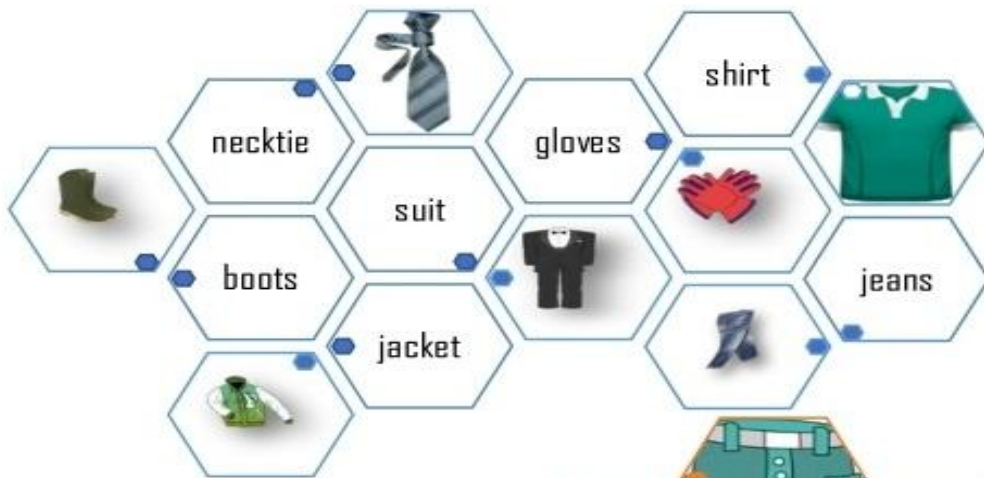 shirt
necktie
gloves
suit
boots
jeans
jacket